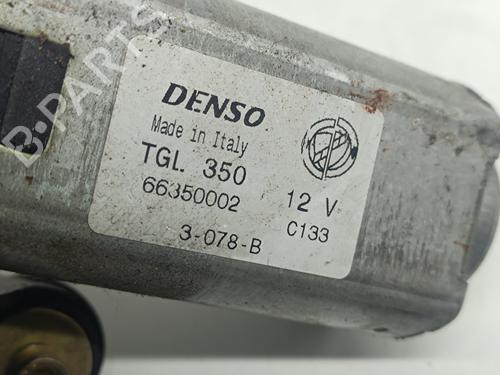 DENSO
Made in Italy
TGL 350
66350002
12 V
C133
3-078-B
B-PARTS